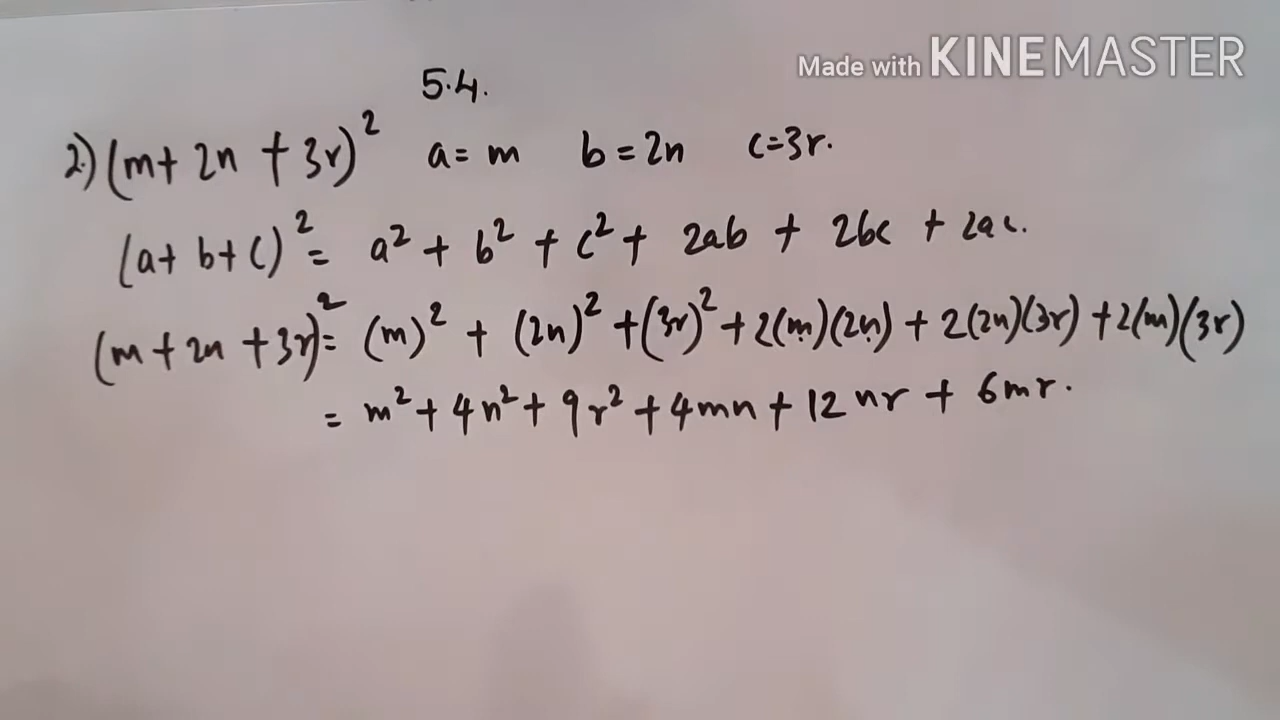 Made with KINEMASTER
5.4.
2.) (m + 2n + 3r)² a = m b = 2n c = 3r.
(a + b + c)² = a² + b² + c² + 2ab + 2bc + 2ac.
(m + 2n + 3r)² = (m)² + (2n)² + (3r)² + 2(m)(2n) + 2(2n)(3r) + 2(m)(3r)
= m² + 4n² + 9r² + 4mn + 12nr + 6mr.